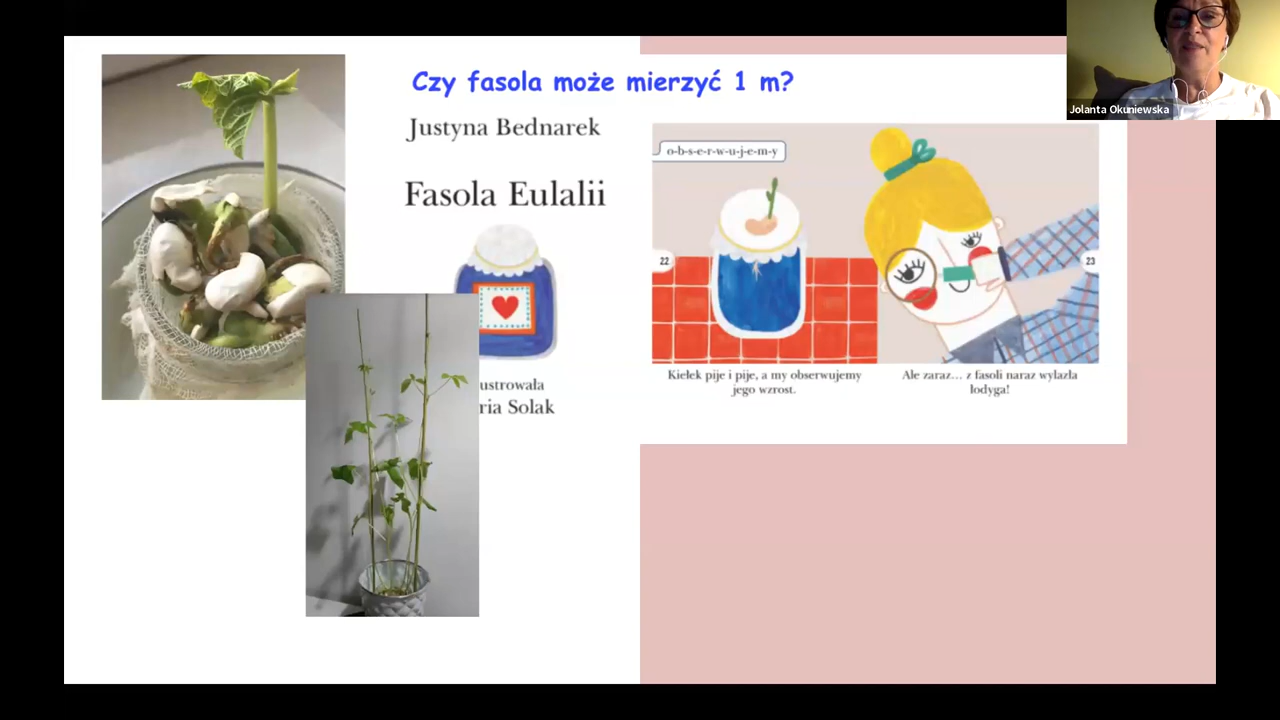 Czy fasola może mierzyć 1 m?
Justyna Bednarek
Fasola Eulalii
ustrowała
ria Solak
o-b-s-e-r-w-u-j-e-m-y
22
23
Kiełek pije i pije, a my obserwujemy
jego wzrost.
Ale zaraz... z fasoli naraz wylazła
łodyga!
Jolanta Okuniewska